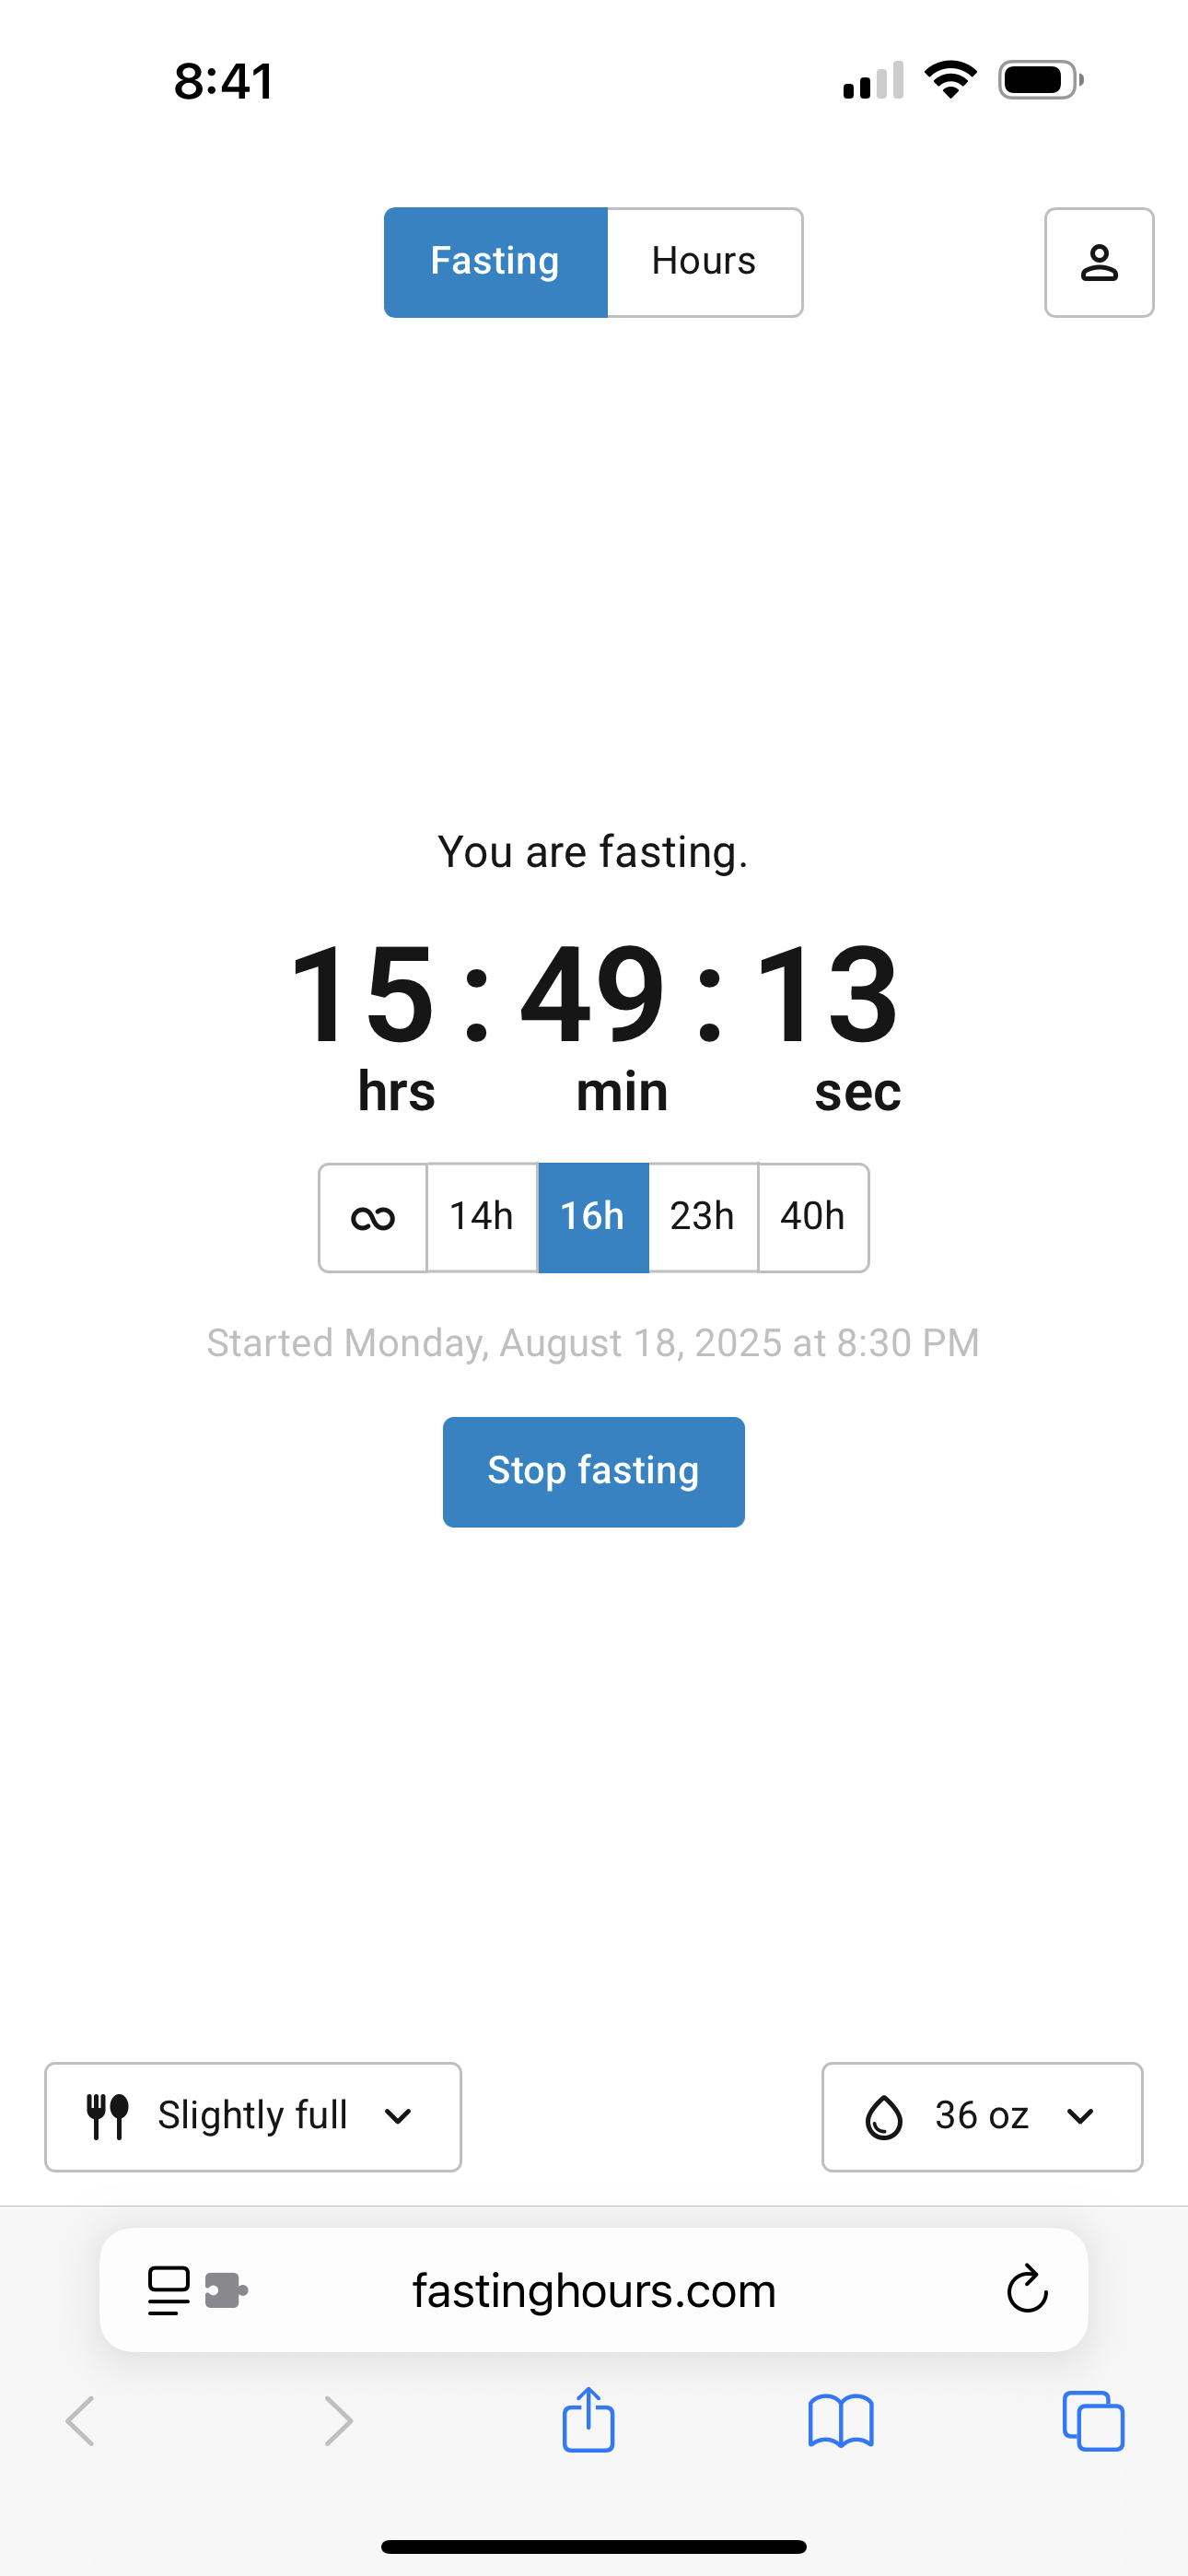 8:41
Fasting Hours
You are fasting.
15 : 49 : 13
hrs min sec
∞ 14h 16h 23h 40h
Started Monday, August 18, 2025 at 8:30 PM
Stop fasting
Slightly full 36 oz
fastinghours.com